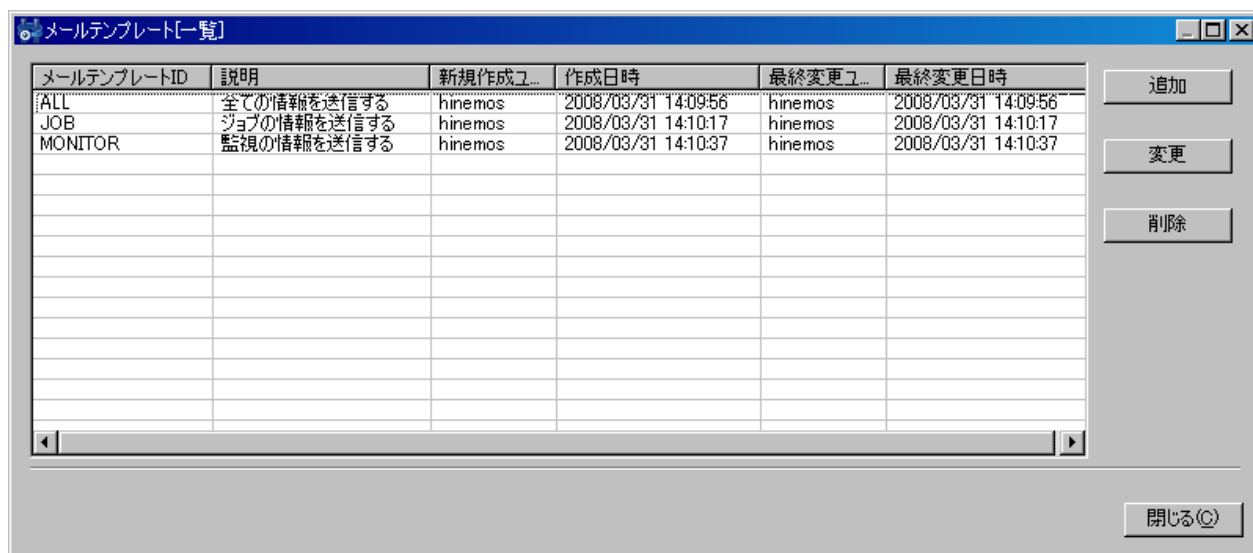 メールテンプレート[一覧]
メールテンプレートID 説明 新規作成ユ... 作成日時 最終変更ユ... 最終変更日時
ALL 全ての情報を送信する hinemos 2008/03/31 14:09:56 hinemos 2008/03/31 14:09:56
JOB ジョブの情報を送信する hinemos 2008/03/31 14:10:17 hinemos 2008/03/31 14:10:17
MONITOR 監視の情報を送信する hinemos 2008/03/31 14:10:37 hinemos 2008/03/31 14:10:37
追加
変更
削除
閉じる(C)